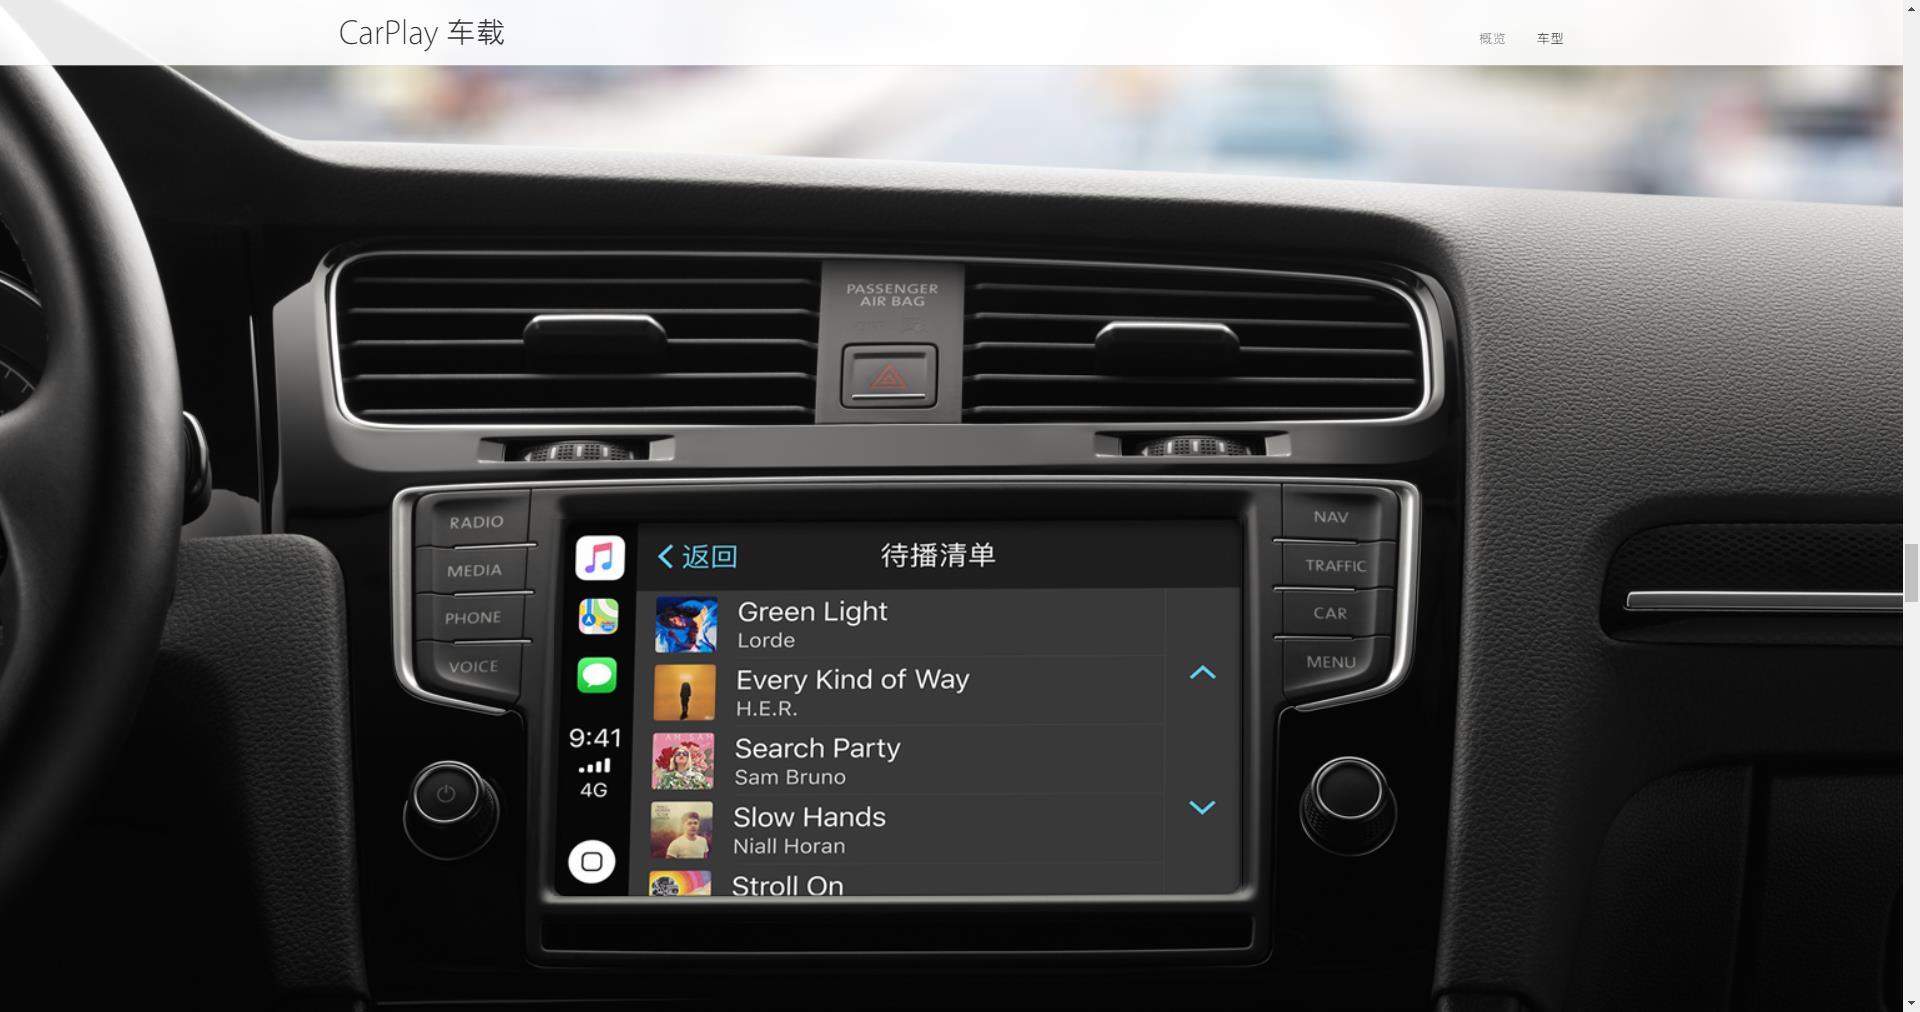 CarPlay 车载
概览
车型
PASSENGER
AIR BAG
RADIO
MEDIA
PHONE
VOICE
NAV
TRAFFIC
CAR
MENU
返回
待播清单
Green Light
Lorde
Every Kind of Way
H.E.R.
Search Party
Sam Bruno
Slow Hands
Niall Horan
Stroll On
9:41
4G